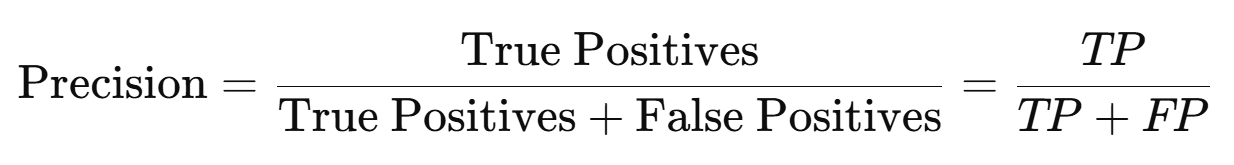 Precision = True Positives / True Positives + False Positives = TP / TP + FP